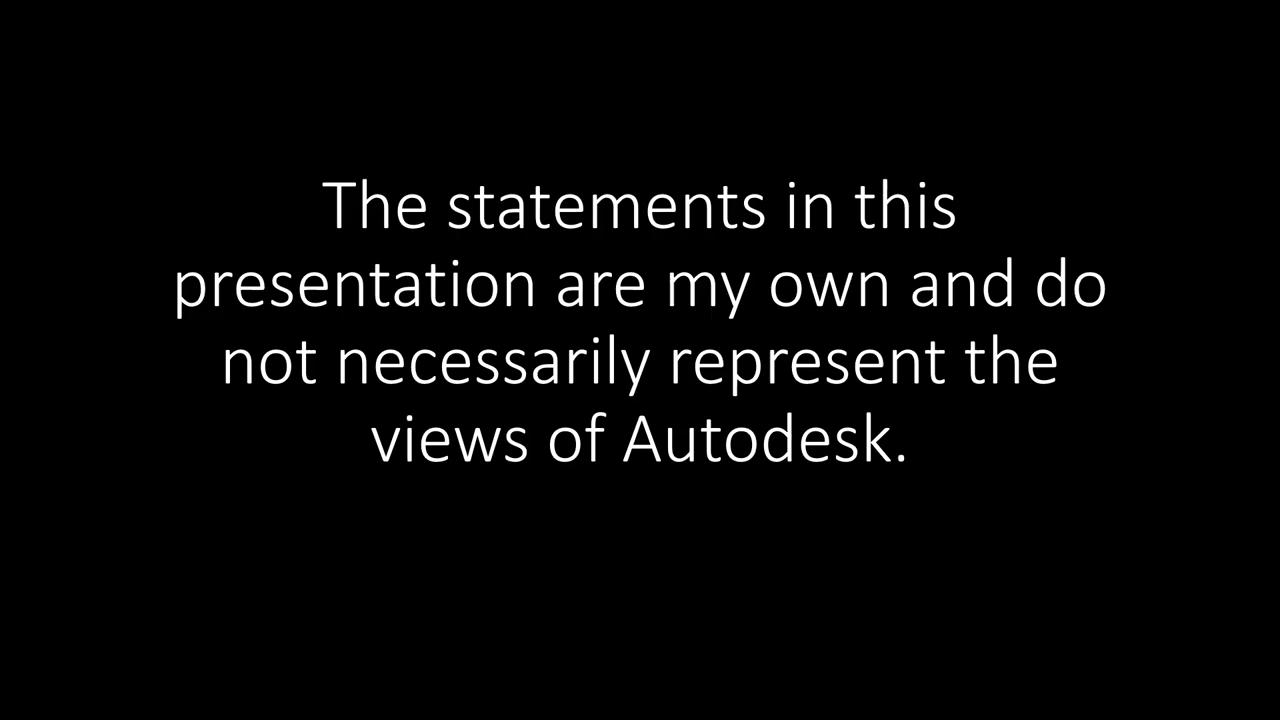 The statements in this
presentation are my own and do
not necessarily represent the
views of Autodesk.